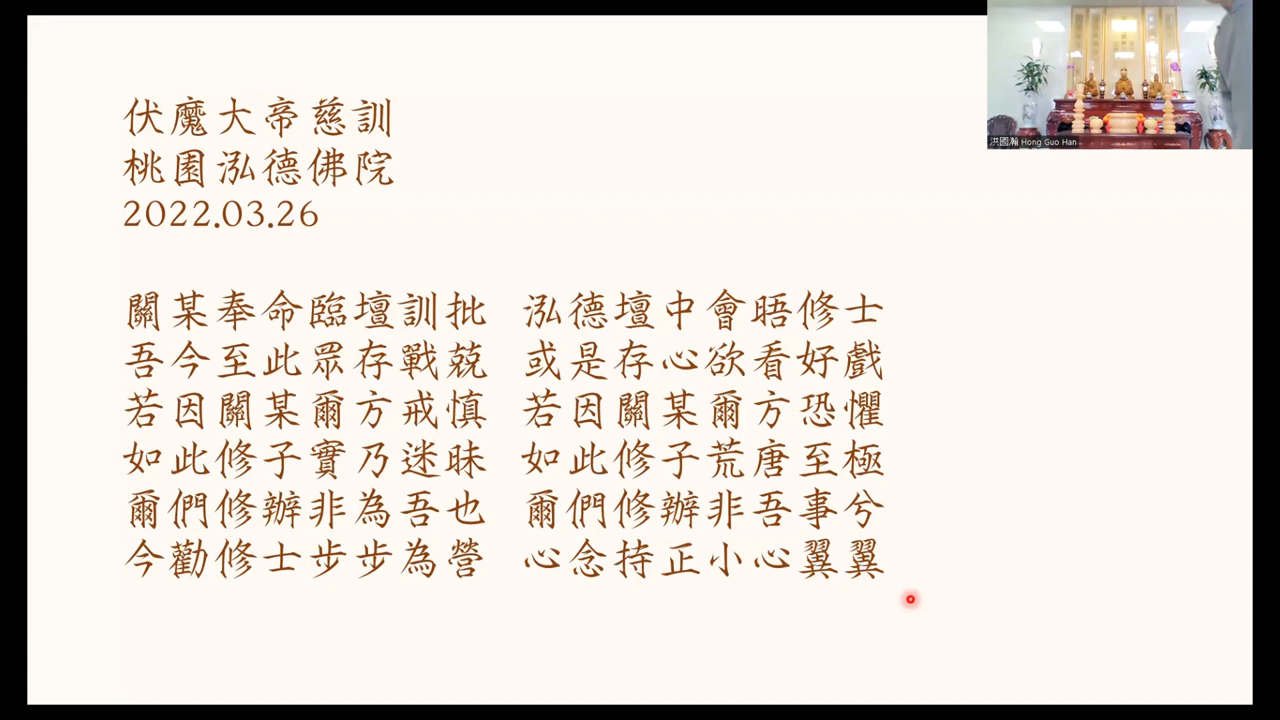 伏魔大帝慈訓
桃園泓德佛院
2022.03.26
關某奉命臨壇訓批 泓德壇中會晤修士
吾今至此眾存戰兢 或是存心欲看好戲
若因關某爾方戒慎 若因關某爾方恐懼
如此修子實乃迷昧 如此修子荒唐至極
爾們修辦非為吾也 爾們修辦非吾事兮
今勸修士步步為營 心念持正小心翼翼
洪國瀚 Hong Guo Han